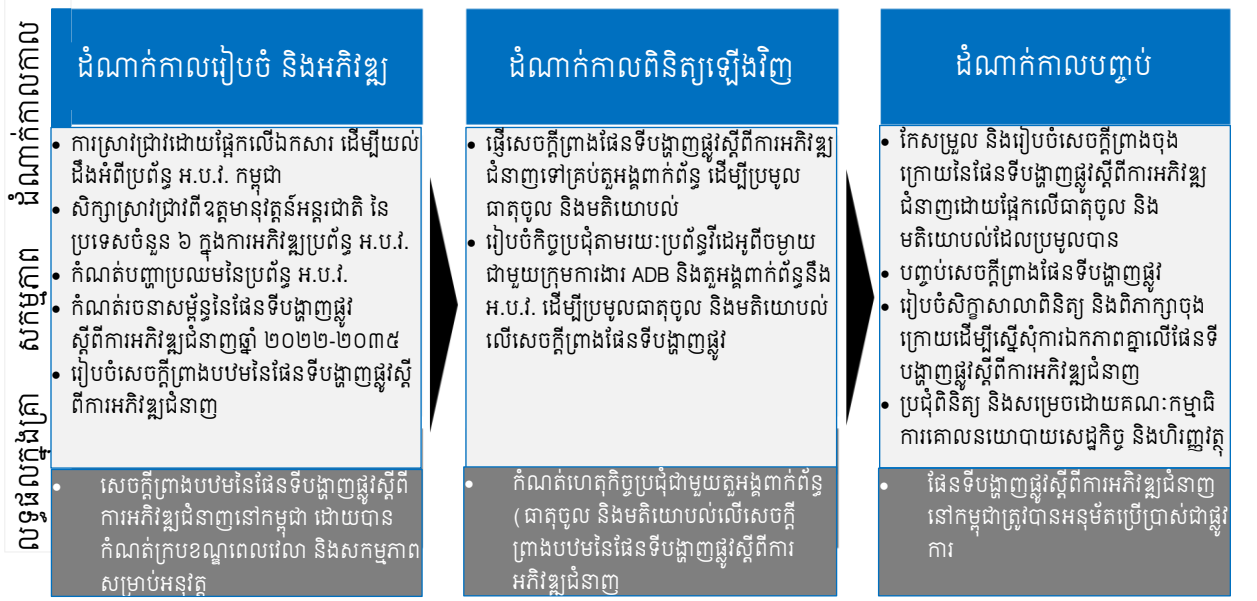 ដំណាក់កាលកាល
សកម្មភាព
លទ្ធផលក្នុងគ្រា
ដំណាក់កាលរៀបចំ និងអភិវឌ្ឍ
• ការស្រាវជ្រាវដោយផ្អែកលើឯកសារ ដើម្បីយល់
ដឹងអំពីប្រព័ន្ធ អ.ប.វ. កម្ពុជា
• សិក្សាស្រាវជ្រាវពីឧត្តមានុវត្តន៍អន្តរជាតិ នៃ
ប្រទេសចំនួន ៦ ក្នុងការអភិវឌ្ឍប្រព័ន្ធ អ.ប.វ.
• កំណត់បញ្ហាប្រឈមនៃប្រព័ន្ធ អ.ប.វ.
• កំណត់រចនាសម្ព័ន្ធនៃផែនទីបង្ហាញផ្លូវ
ស្តីពីការអភិវឌ្ឍជំនាញឆ្នាំ ២០២២-២០៣៥
• រៀបចំសេចក្តីព្រាងបឋមនៃផែនទីបង្ហាញផ្លូវស្តី
ពីការអភិវឌ្ឍជំនាញ
• សេចក្តីព្រាងបឋមនៃផែនទីបង្ហាញផ្លូវស្តីពី
ការអភិវឌ្ឍជំនាញនៅកម្ពុជា ដោយបាន
កំណត់ក្របខណ្ឌពេលវេលា និងសកម្មភាព
សម្រាប់អនុវត្ត
ដំណាក់កាលពិនិត្យឡើងវិញ
• ផ្ញើសេចក្តីព្រាងផែនទីបង្ហាញផ្លូវស្តីពីការអភិវឌ្ឍ
ជំនាញទៅគ្រប់តួអង្គពាក់ព័ន្ធ ដើម្បីប្រមូល
ធាតុចូល និងមតិយោបល់
• រៀបចំកិច្ចប្រជុំតាមរយៈប្រព័ន្ធវីដេអូពីចម្ងាយ
ជាមួយក្រុមការងារ ADB និងតួអង្គពាក់ព័ន្ធនឹង
អ.ប.វ. ដើម្បីប្រមូលធាតុចូល និងមតិយោបល់
លើសេចក្តីព្រាងផែនទីបង្ហាញផ្លូវ
• កំណត់ហេតុកិច្ចប្រជុំជាមួយតួអង្គពាក់ព័ន្ធ
(ធាតុចូល និងមតិយោបល់លើសេចក្តី
ព្រាងបឋមនៃផែនទីបង្ហាញផ្លូវស្តីពីការ
អភិវឌ្ឍជំនាញ
ដំណាក់កាលបញ្ចប់
• កែសម្រួល និងរៀបចំសេចក្តីព្រាងចុង
ក្រោយនៃផែនទីបង្ហាញផ្លូវស្តីពីការអភិវឌ្ឍ
ជំនាញដោយផ្អែកលើធាតុចូល និង
មតិយោបល់ដែលប្រមូលបាន
• បញ្ចប់សេចក្តីព្រាងផែនទីបង្ហាញផ្លូវ
• រៀបចំសិក្ខាសាលាពិនិត្យ និងពិភាក្សាចុង
ក្រោយដើម្បីស្នើសុំការឯកភាពគ្នាលើផែនទី
បង្ហាញផ្លូវស្តីពីការអភិវឌ្ឍជំនាញ
• ប្រជុំពិនិត្យ និងសម្រេចដោយគណៈកម្មាធិ
ការគោលនយោបាយសេដ្ឋកិច្ច និងហិរញ្ញវត្ថុ
• ផែនទីបង្ហាញផ្លូវស្តីពីការអភិវឌ្ឍជំនាញ
នៅកម្ពុជាត្រូវបានអនុម័តប្រើប្រាស់ជាផ្លូវ
ការ